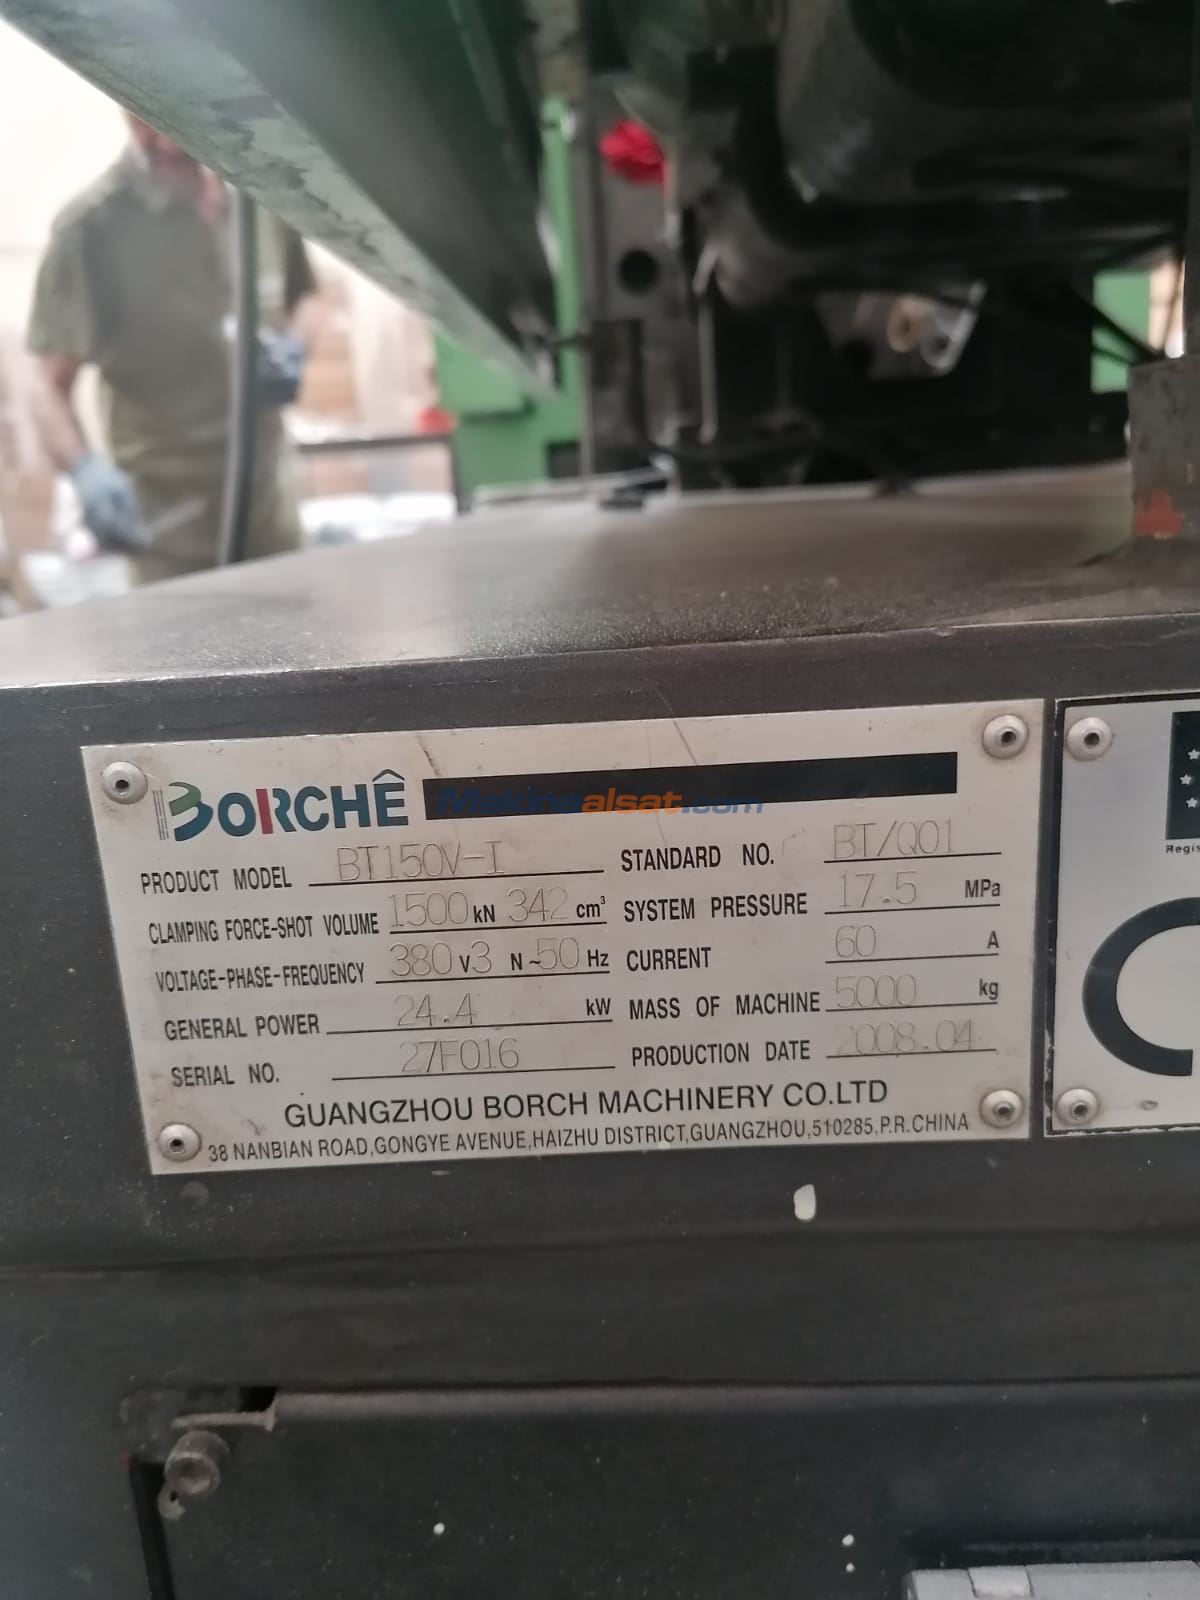 BORCHÊ
Makinealsat.com
PRODUCT MODEL BT150V-I STANDARD NO. BT/Q01
CLAMPING FORCE-SHOT VOLUME 1500 kN 342 cm³ SYSTEM PRESSURE 17.5 MPa
VOLTAGE-PHASE-FREQUENCY 380 V 3 N~50 Hz CURRENT 60 A
GENERAL POWER 24.4 kW MASS OF MACHINE 5000 kg
SERIAL NO. 27F016 PRODUCTION DATE 2008.04
GUANGZHOU BORCH MACHINERY CO.LTD
38 NANBIAN ROAD,GONGYE AVENUE,HAIZHU DISTRICT,GUANGZHOU,510285,P.R.CHINA